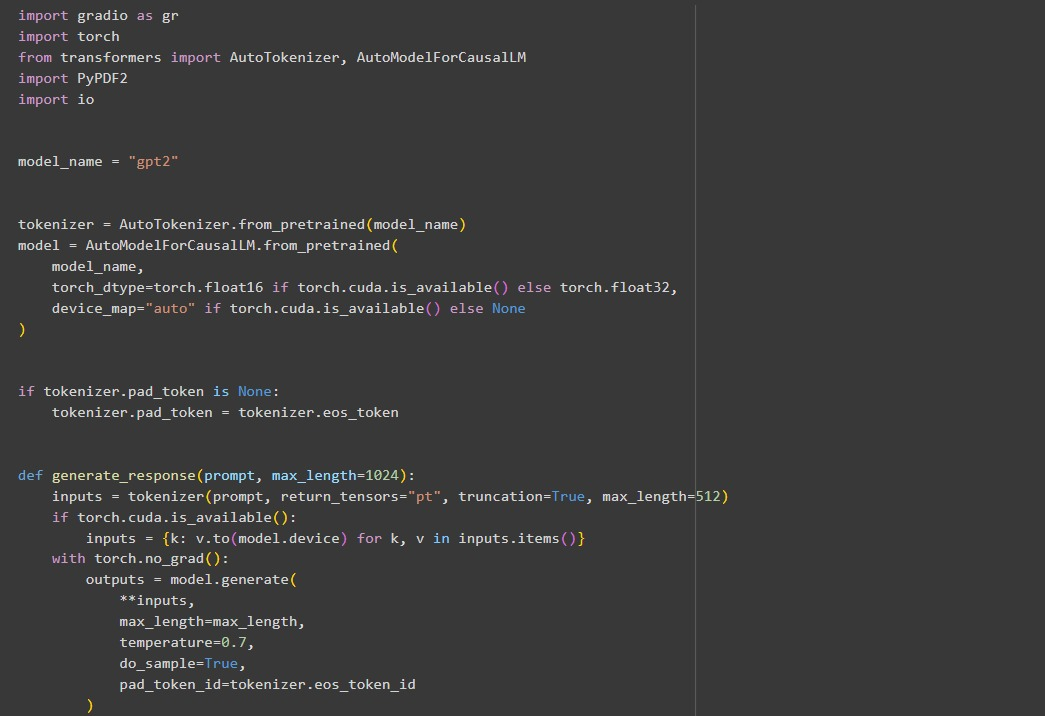 import gradio as gr
import torch
from transformers import AutoTokenizer, AutoModelForCausalLM
import PyPDF2
import io
model_name = "gpt2"
tokenizer = AutoTokenizer.from_pretrained(model_name)
model = AutoModelForCausalLM.from_pretrained(
    model_name,
    torch_dtype=torch.float16 if torch.cuda.is_available() else torch.float32,
    device_map="auto" if torch.cuda.is_available() else None
)
if tokenizer.pad_token is None:
    tokenizer.pad_token = tokenizer.eos_token
def generate_response(prompt, max_length=1024):
    inputs = tokenizer(prompt, return_tensors="pt", truncation=True, max_length=512)
    if torch.cuda.is_available():
        inputs = {k: v.to(model.device) for k, v in inputs.items()}
    with torch.no_grad():
        outputs = model.generate(
            **inputs,
            max_length=max_length,
            temperature=0.7,
            do_sample=True,
            pad_token_id=tokenizer.eos_token_id
        )